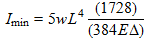 I_min = 5wL^4 (1728)/(384EΔ)